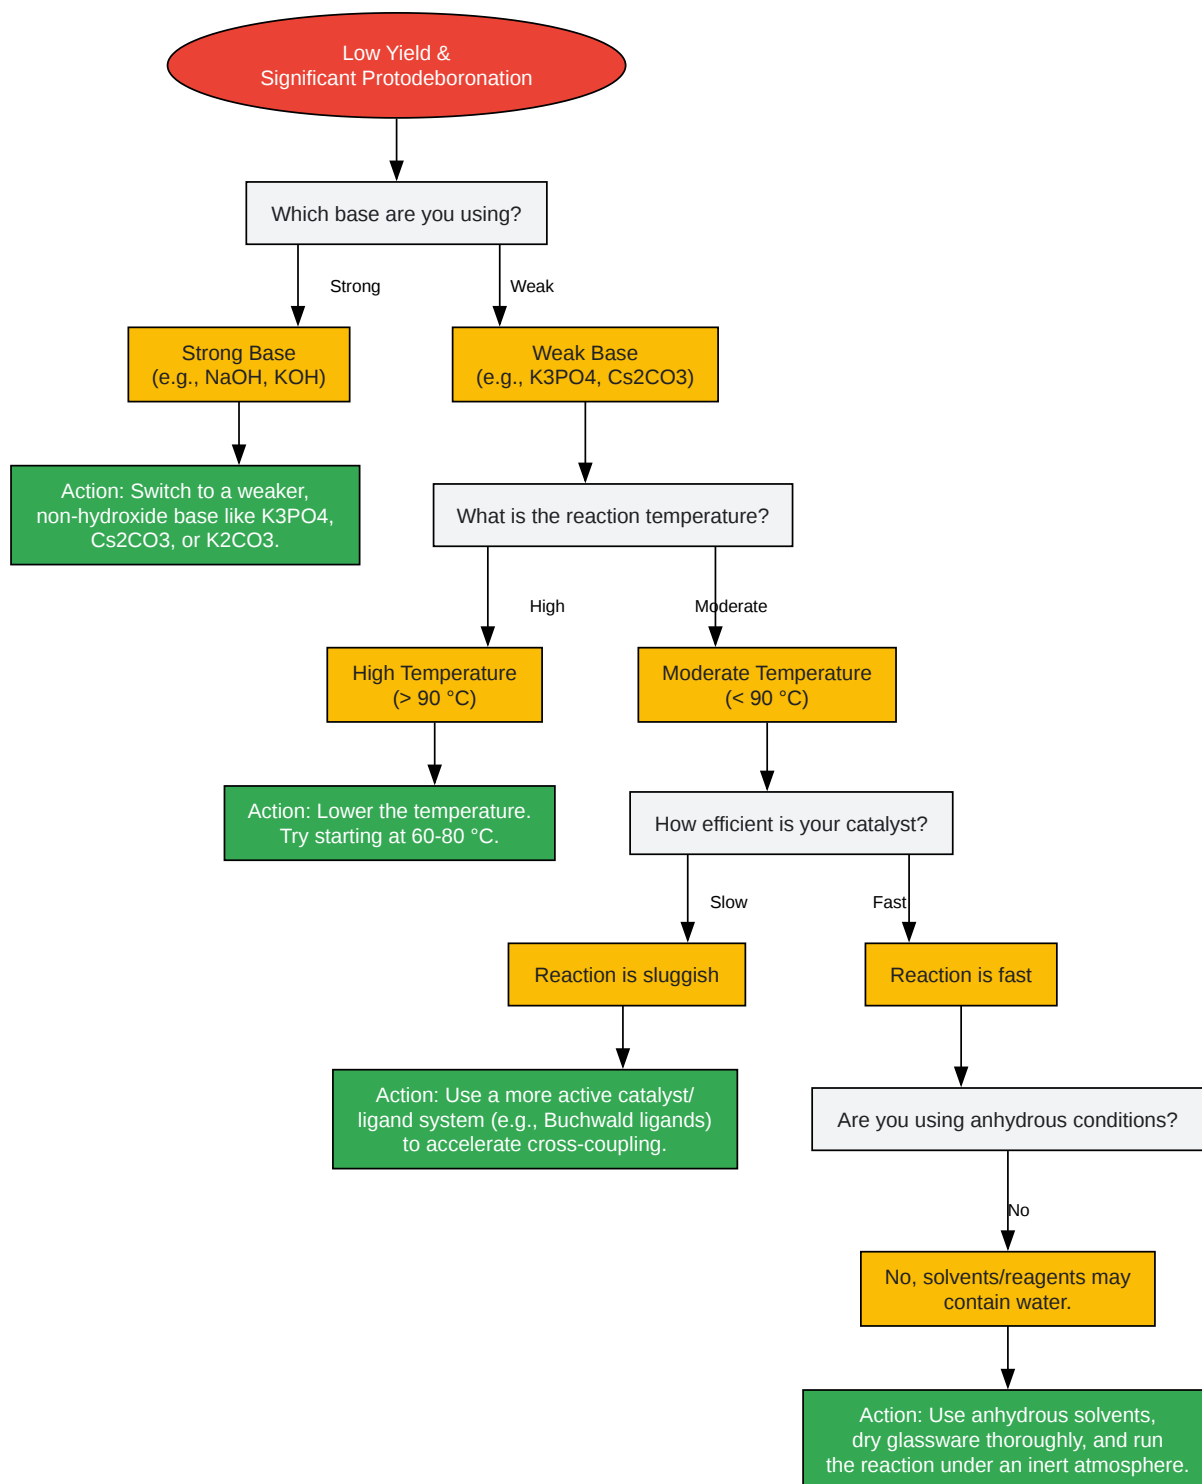 Low Yield &
Significant Protodeboronation
Which base are you using?
Strong
Weak
Strong Base
(e.g., NaOH, KOH)
Weak Base
(e.g., K3PO4, Cs2CO3)
Action: Switch to a weaker,
non-hydroxide base like K3PO4,
Cs2CO3, or K2CO3.
What is the reaction temperature?
High
Moderate
High Temperature
(> 90 °C)
Moderate Temperature
(< 90 °C)
Action: Lower the temperature.
Try starting at 60-80 °C.
How efficient is your catalyst?
Slow
Fast
Reaction is sluggish
Reaction is fast
Action: Use a more active catalyst/
ligand system (e.g., Buchwald ligands)
to accelerate cross-coupling.
Are you using anhydrous conditions?
No
No, solvents/reagents may
contain water.
Action: Use anhydrous solvents,
dry glassware thoroughly, and run
the reaction under an inert atmosphere.